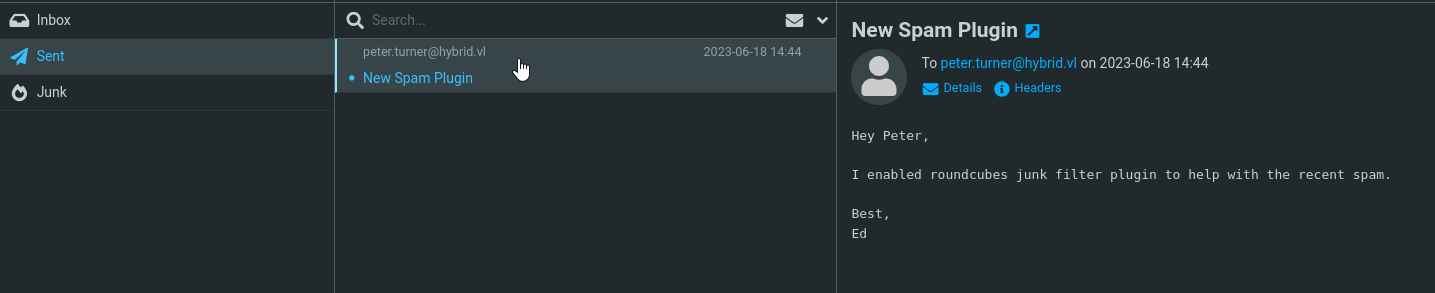 Inbox
Sent
Junk
Search...
peter.turner@hybrid.vl 2023-06-18 14:44
New Spam Plugin
New Spam Plugin
To peter.turner@hybrid.vl on 2023-06-18 14:44
Details Headers
Hey Peter,
I enabled roundcubes junk filter plugin to help with the recent spam.
Best,
Ed